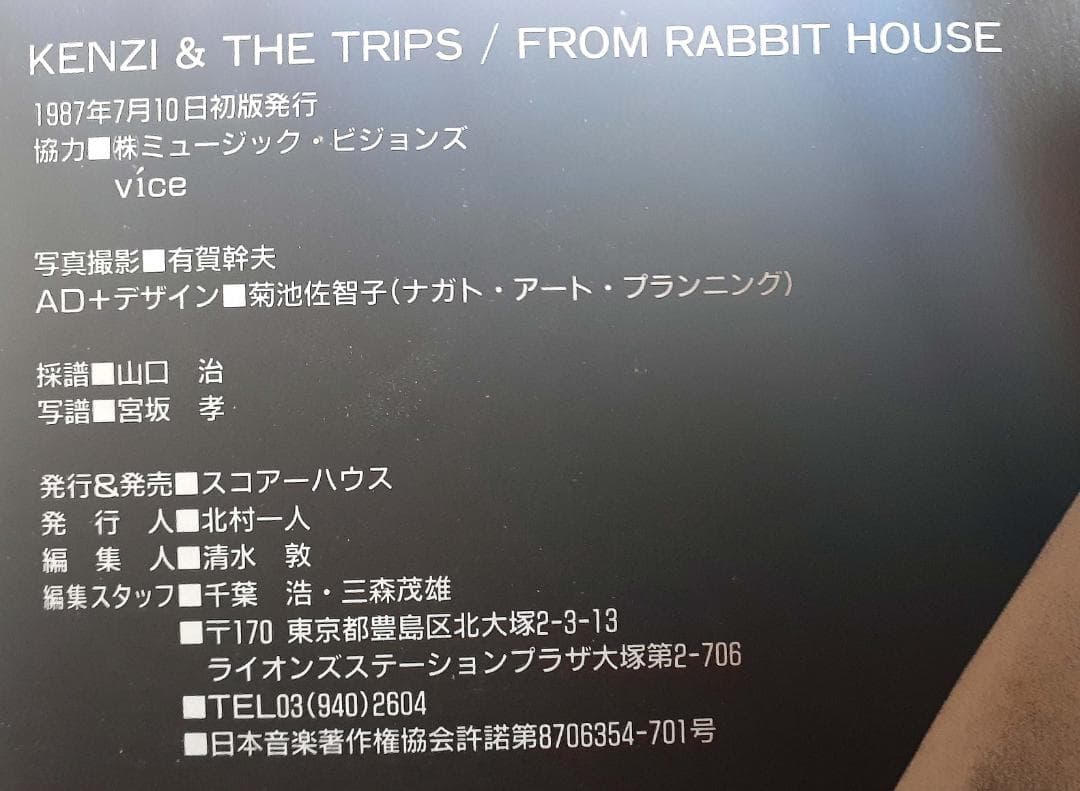 KENZI & THE TRIPS / FROM RABBIT HOUSE
1987年7月10日初版発行
協力■㈱ミュージック・ビジョンズ
vice
写真撮影■有賀幹夫
AD+デザイン■菊池佐智子(ナガト・アート・プランニング)
採譜■山口　治
写譜■宮坂　孝
発行&発売■スコアーハウス
発　行　人■北村一人
編　集　人■清水　敦
編集スタッフ■千葉　浩・三森茂雄
■〒170 東京都豊島区北大塚2-3-13
ライオンズステーションプラザ大塚第2-706
■TEL03(940)2604
■日本音楽著作権協会許諾第8706354-701号